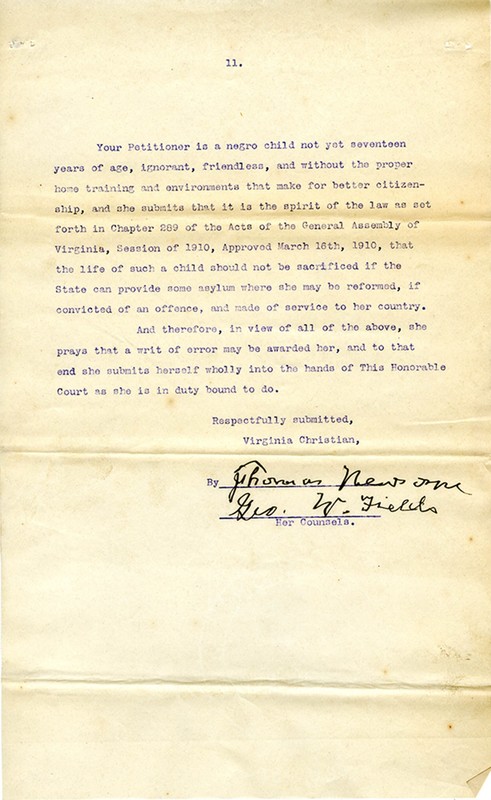 11.
Your Petitioner is a negro child not yet seventeen
years of age, ignorant, friendless, and without the proper
home training and environments that make for better citizen-
ship, and she submits that it is the spirit of the law as set
forth in Chapter 289 of the Acts of the General Assembly of
Virginia, Session of 1910, Approved March 16th, 1910, that
the life of such a child should not be sacrificed if the
State can provide some asylum where she may be reformed, if
convicted of an offence, and made of service to her country.
And therefore, in view of all of the above, she
prays that a writ of error may be awarded her, and to that
end she submits herself wholly into the hands of This Honorable
Court as she is in duty bound to do.
Respectfully submitted,
Virginia Christian,
By J Thomas Newsome
Geo. W. Fields
Her Counsels.